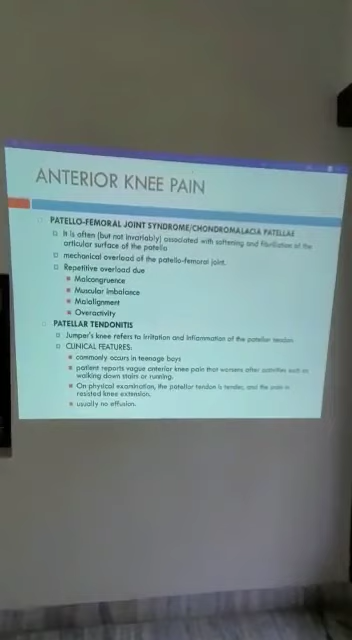 ANTERIOR KNEE PAIN
PATELLO-FEMORAL JOINT SYNDROME/CHONDROMALACIA PATELLAE
It is often (but not invariably) associated with softening and fibrillation of the
articular surface of the patella
mechanical overload of the patello-femoral joint.
Repetitive overload due
Malcongruence
Muscular imbalance
Malalignment
Overactivity
PATELLAR TENDONITIS
Jumper's knee refers to irritation and inflammation of the patellar tendon
CLINICAL FEATURES:
commonly occurs in teenage boys
patient reports vague anterior knee pain that worsens after activities such as
walking down stairs or running.
On physical examination, the patellar tendon is tender, and the pain in
resisted knee extension.
usually no effusion.